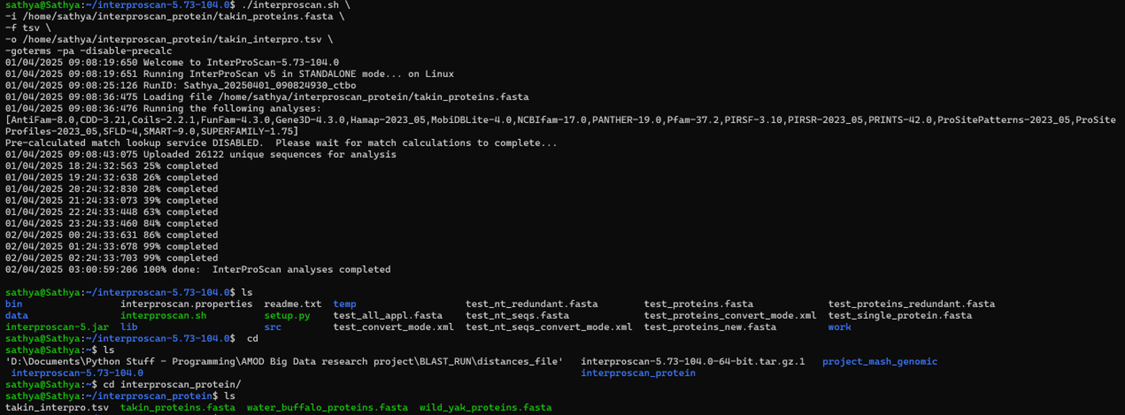 sathya@Sathya:~/interproscan-5.73-104.0$ ./interproscan.sh \
-i /home/sathya/interproscan_protein/takin_proteins.fasta \
-f tsv \
-o /home/sathya/interproscan_protein/takin_interpro.tsv \
-goterms -pa -disable-precalc
01/04/2025 09:08:19:650 Welcome to InterProScan-5.73-104.0
01/04/2025 09:08:19:651 Running InterProScan v5 in STANDALONE mode... on Linux
01/04/2025 09:08:25:126 RunID: Sathya_20250401_090824930_ctbo
01/04/2025 09:08:36:475 Loading file /home/sathya/interproscan_protein/takin_proteins.fasta
01/04/2025 09:08:36:476 Running the following analyses:
[AntiFam-8.0,CDD-3.21,Coils-2.2.1,FunFam-4.3.0,Gene3D-4.3.0,Hamap-2023_05,MobiDBLite-4.0,NCBIfam-17.0,PANTHER-19.0,Pfam-37.2,PIRSF-3.10,PIRSR-2023_05,PRINTS-42.0,ProSitePatterns-2023_05,ProSite
Profiles-2023_05,SFLD-4,SMART-9.0,SUPERFAMILY-1.75]
Pre-calculated match lookup service DISABLED.  Please wait for match calculations to complete...
01/04/2025 09:08:43:075 Uploaded 26122 unique sequences for analysis
01/04/2025 18:24:32:563 25% completed
01/04/2025 19:24:32:638 26% completed
01/04/2025 20:24:32:830 28% completed
01/04/2025 21:24:33:073 39% completed
01/04/2025 22:24:33:448 63% completed
01/04/2025 23:24:33:460 84% completed
02/04/2025 00:24:33:631 86% completed
02/04/2025 01:24:33:678 99% completed
02/04/2025 02:24:33:703 99% completed
02/04/2025 03:00:59:206 100% done:  InterProScan analyses completed
sathya@Sathya:~/interproscan-5.73-104.0$ ls
bin interproscan.properties readme.txt temp test_nt_redundant.fasta test_proteins.fasta test_proteins_redundant.fasta
data interproscan.sh setup.py test_all_appl.fasta test_nt_seqs.fasta test_proteins_convert_mode.xml test_single_protein.fasta
interproscan-5.jar lib src test_convert_mode.xml test_nt_seqs_convert_mode.xml test_proteins_new.fasta work
sathya@Sathya:~/interproscan-5.73-104.0$  cd
sathya@Sathya:~$ ls
'D:\Documents\Python Stuff - Programming\AMOD Big Data research project\BLAST_RUN\distances_file' interproscan-5.73-104.0-64-bit.tar.gz.1 project_mash_genomic
interproscan-5.73-104.0 interproscan_protein
sathya@Sathya:~$ cd interproscan_protein/
sathya@Sathya:~/interproscan_protein$ ls
takin_interpro.tsv takin_proteins.fasta water_buffalo_proteins.fasta wild_yak_proteins.fasta